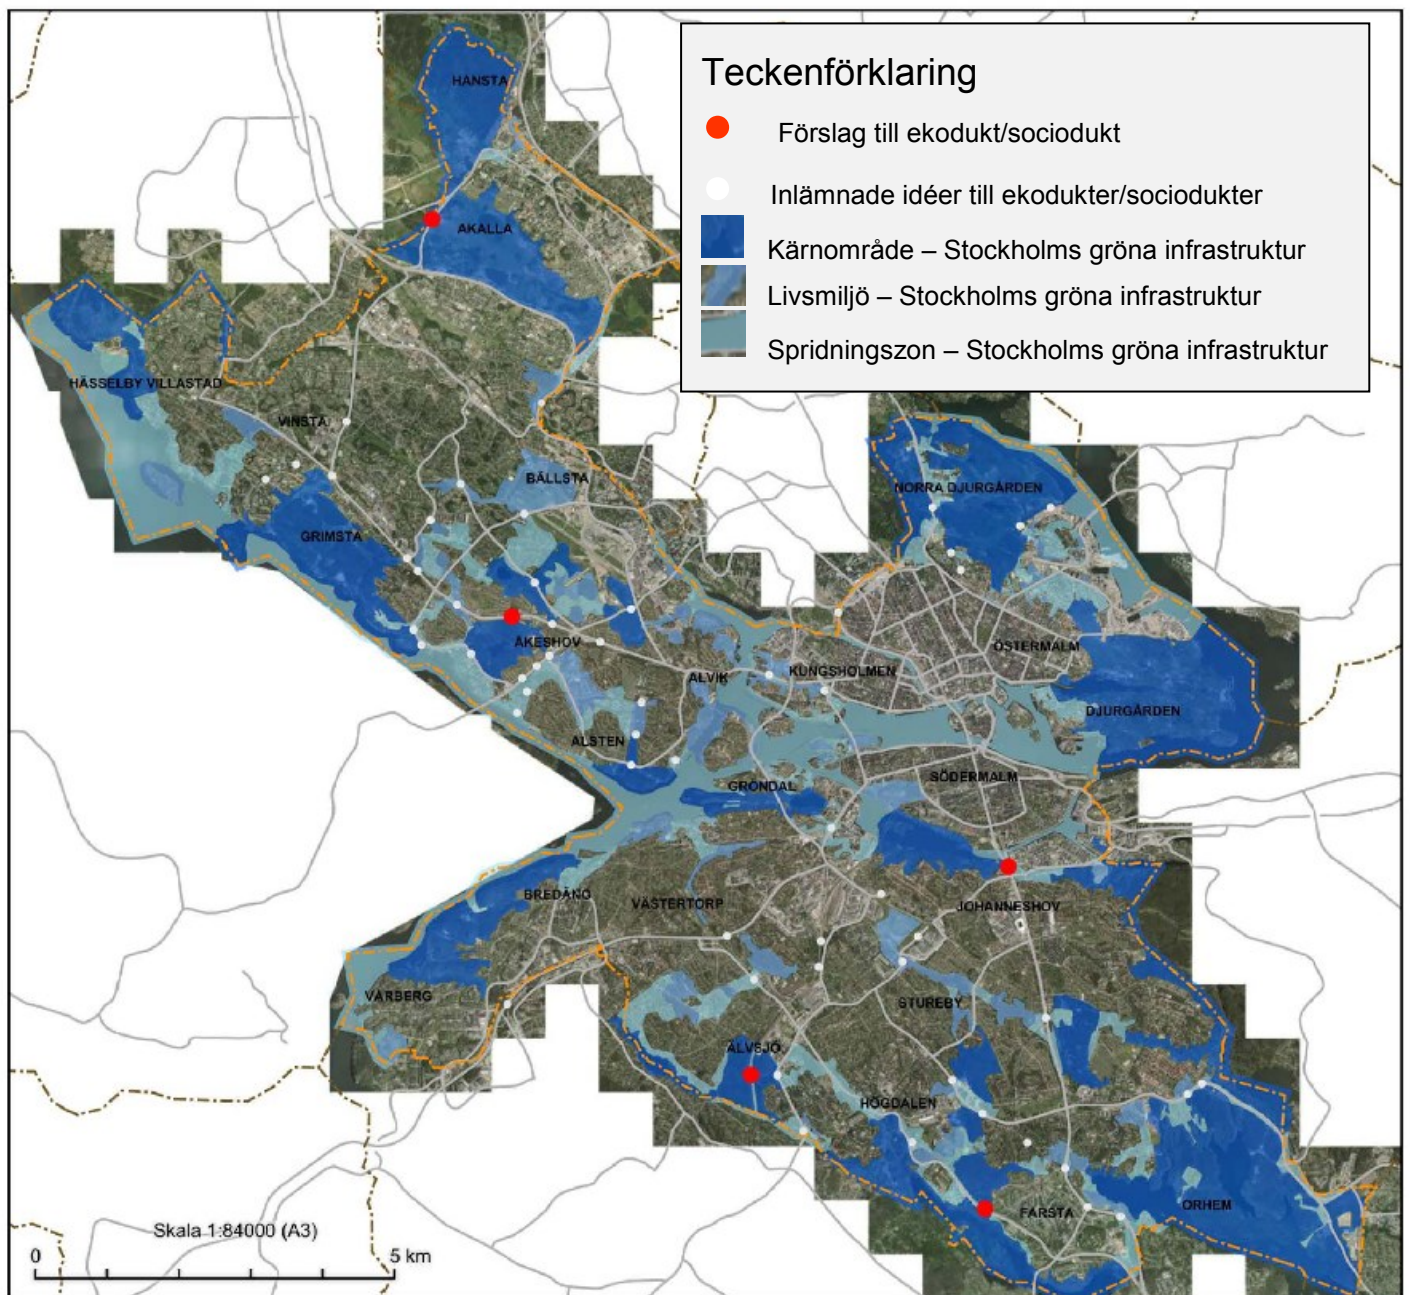 Teckenförklaring
Förslag till ekodukt/sociodukt
Inlämnade idéer till ekodukter/sociodukter
Kärnområde – Stockholms gröna infrastruktur
Livsmiljö – Stockholms gröna infrastruktur
Spridningszon – Stockholms gröna infrastruktur
HANSTA
AKALLA
HÄSSELBY VILLASTAD
VINSTA
BÄLLSTA
NORRA DJURGÅRDEN
GRIMSTA
ÅKESHOV
ÖSTERMALM
KUNGSHOLMEN
ALVIK
DJURGÅRDEN
ÅLSTEN
SÖDERMALM
GRÖNDAL
BREDÄNG
VÄSTERTORP
JOHANNESHOV
VÅRBERG
STUREBY
ÄLVSJÖ
HÖGDALEN
ORHEM
FARSTA
Skala 1:84000 (A3)
0 5 km